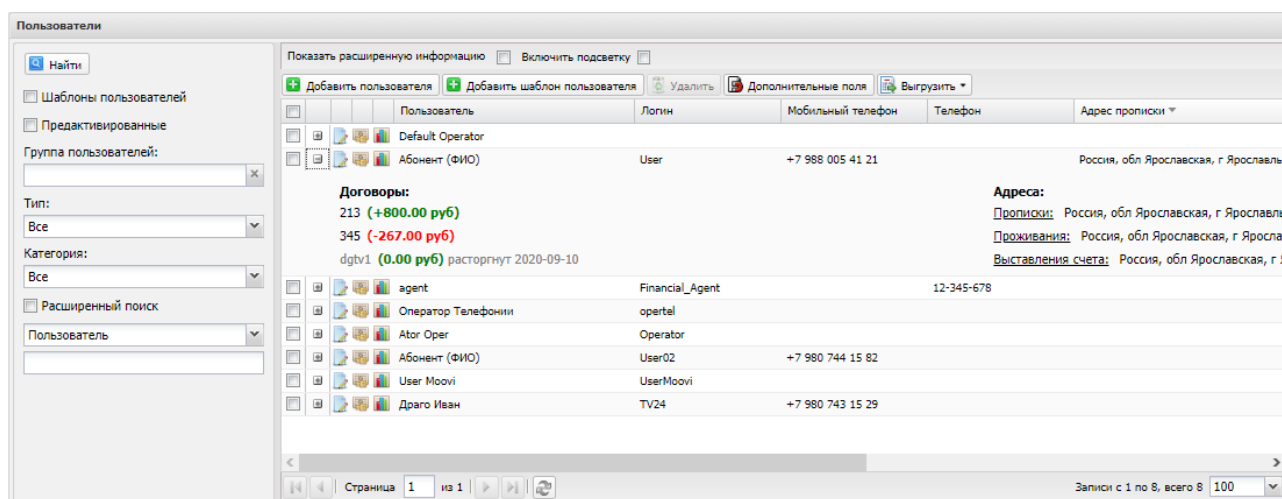 Пользователи
Найти
Шаблоны пользователей
Предактивированные
Группа пользователей:
Тип:
Все
Категория:
Все
Расширенный поиск
Пользователь
Показать расширенную информацию Включить подсветку
Добавить пользователя Добавить шаблон пользователя Удалить Дополнительные поля Выгрузить
Пользователь Логин Мобильный телефон Телефон Адрес прописки
Default Operator
Абонент (ФИО) User +7 988 005 41 21 Россия, обл Ярославская, г Ярославль
Договоры: Адреса:
213 (+800.00 руб) Прописки: Россия, обл Ярославская, г Ярославль
345 (-267.00 руб) Проживания: Россия, обл Ярославская, г Яросла
dgtv1 (0.00 руб) расторгнут 2020-09-10 Выставления счета: Россия, обл Ярославская, г
agent Financial_Agent 12-345-678
Оператор Телефонии opertel
Ator Oper Operator
Абонент (ФИО) User02 +7 980 744 15 82
User Moovi UserMoovi
Драго Иван TV24 +7 980 743 15 29
Страница 1 из 1 Записи с 1 по 8, всего 8 100